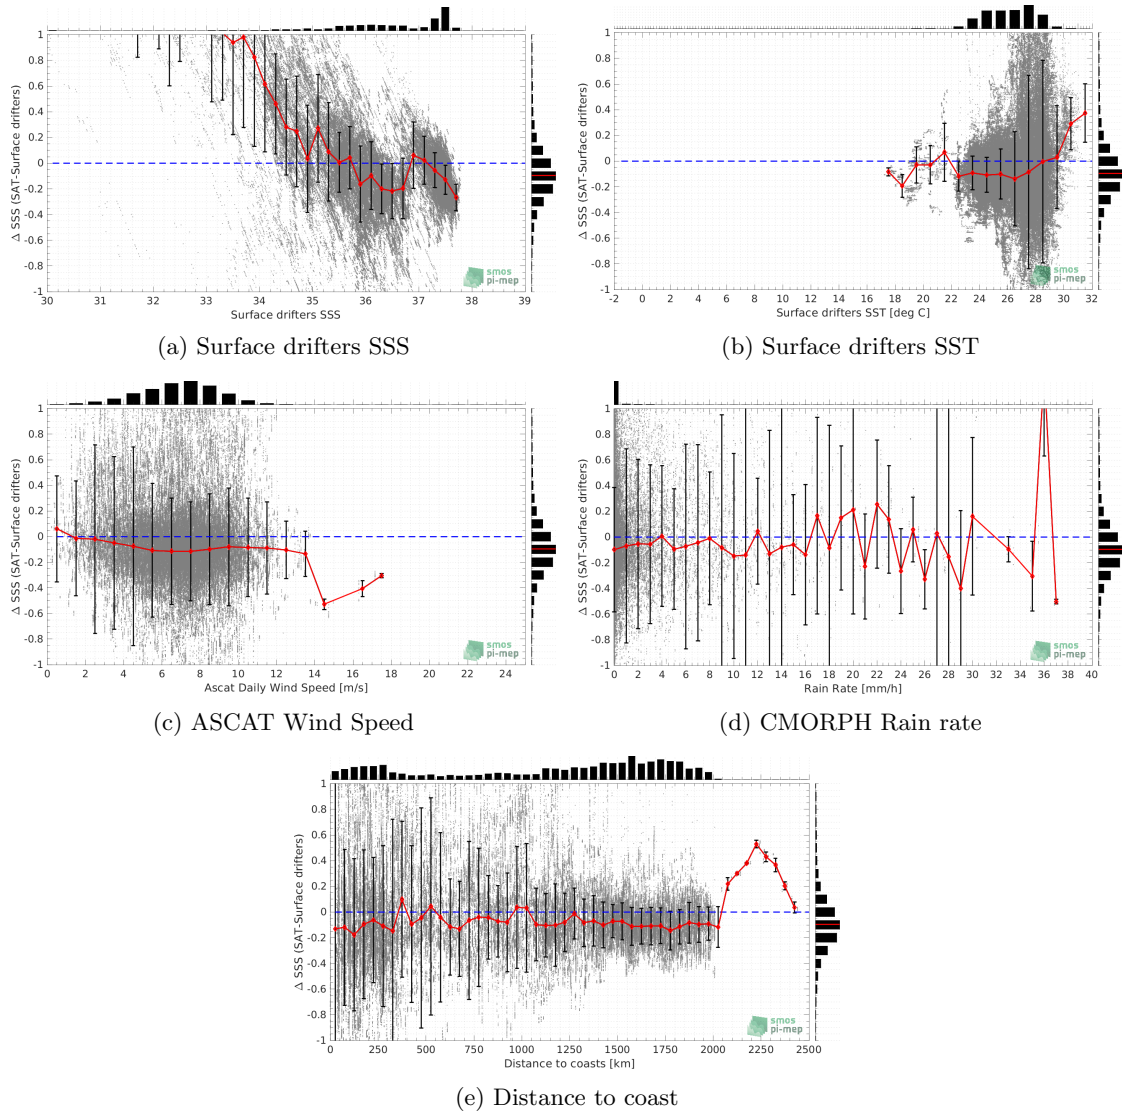 Δ SSS (SAT-Surface drifters)
1
0.8
0.6
0.4
0.2
0
-0.2
-0.4
-0.6
-0.8
-1
30 31 32 33 34 35 36 37 38 39
Surface drifters SSS
smos
pi-mep
(a) Surface drifters SSS
Δ SSS (SAT-Surface drifters)
1
0.8
0.6
0.4
0.2
0
-0.2
-0.4
-0.6
-0.8
-1
-2 0 2 4 6 8 10 12 14 16 18 20 22 24 26 28 30 32
Surface drifters SST [deg C]
smos
pi-mep
(b) Surface drifters SST
Δ SSS (SAT-Surface drifters)
1
0.8
0.6
0.4
0.2
0
-0.2
-0.4
-0.6
-0.8
-1
0 2 4 6 8 10 12 14 16 18 20 22 24
Ascat Daily Wind Speed [m/s]
smos
pi-mep
(c) ASCAT Wind Speed
Δ SSS (SAT-Surface drifters)
1
0.8
0.6
0.4
0.2
0
-0.2
-0.4
-0.6
-0.8
-1
0 2 4 6 8 10 12 14 16 18 20 22 24 26 28 30 32 34 36 38 40
Rain Rate [mm/h]
smos
pi-mep
(d) CMORPH Rain rate
Δ SSS (SAT-Surface drifters)
1
0.8
0.6
0.4
0.2
0
-0.2
-0.4
-0.6
-0.8
-1
0 250 500 750 1000 1250 1500 1750 2000 2250 2500
Distance to coasts [km]
smos
pi-mep
(e) Distance to coast